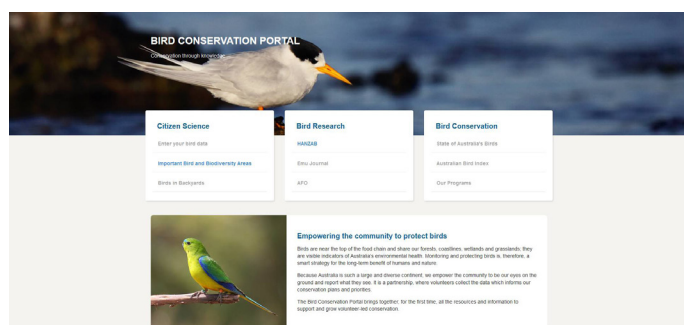 BIRD CONSERVATION PORTAL
Conservation through knowledge
Citizen Science
Enter your bird data
Important Bird and Biodiversity Areas
Birds in Backyards
Bird Research
HANZAB
Emu Journal
AFO
Bird Conservation
State of Australia's Birds
Australian Bird Index
Our Programs
Empowering the community to protect birds
Birds are near the top of the food chain and share our forests, coastlines, wetlands and grasslands; they
are visible indicators of Australia's environmental health. Monitoring and protecting birds is, therefore, a
smart strategy for the long-term benefit of humans and nature.
Because Australia is such a large and diverse continent, we empower the community to be our eyes on the
ground and report what they see. It is a partnership, where volunteers collect the data which informs our
conservation plans and priorities.
The Bird Conservation Portal brings together, for the first time, all the resources and information to
support and grow volunteer-led conservation.